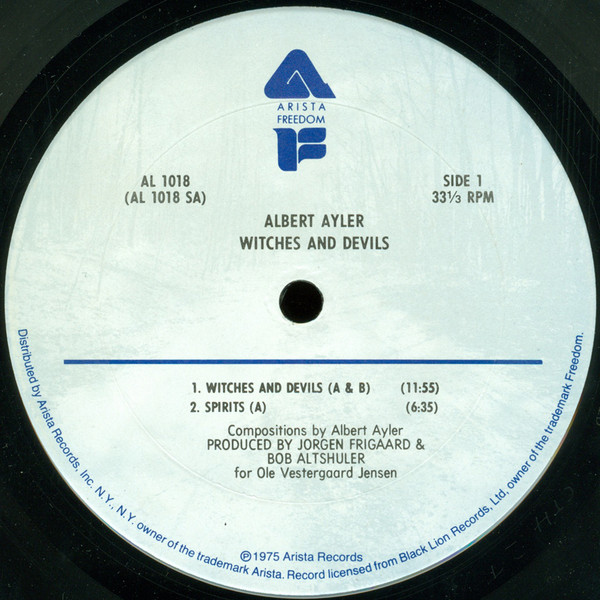 ARISTA
FREEDOM
AL 1018
(AL 1018 SA)
SIDE 1
33⅓ RPM
ALBERT AYLER
WITCHES AND DEVILS
1. WITCHES AND DEVILS (A & B) (11:55)
2. SPIRITS (A) (6:35)
Compositions by Albert Ayler
PRODUCED BY JORGEN FRIGAARD &
BOB ALTSHULER
for Ole Vestergaard Jensen
℗1975 Arista Records
Distributed by Arista Records, Inc. N.Y., N.Y. owner of the trademark Arista. Record licensed from Black Lion Records, Ltd, owner of the trademark Freedom.